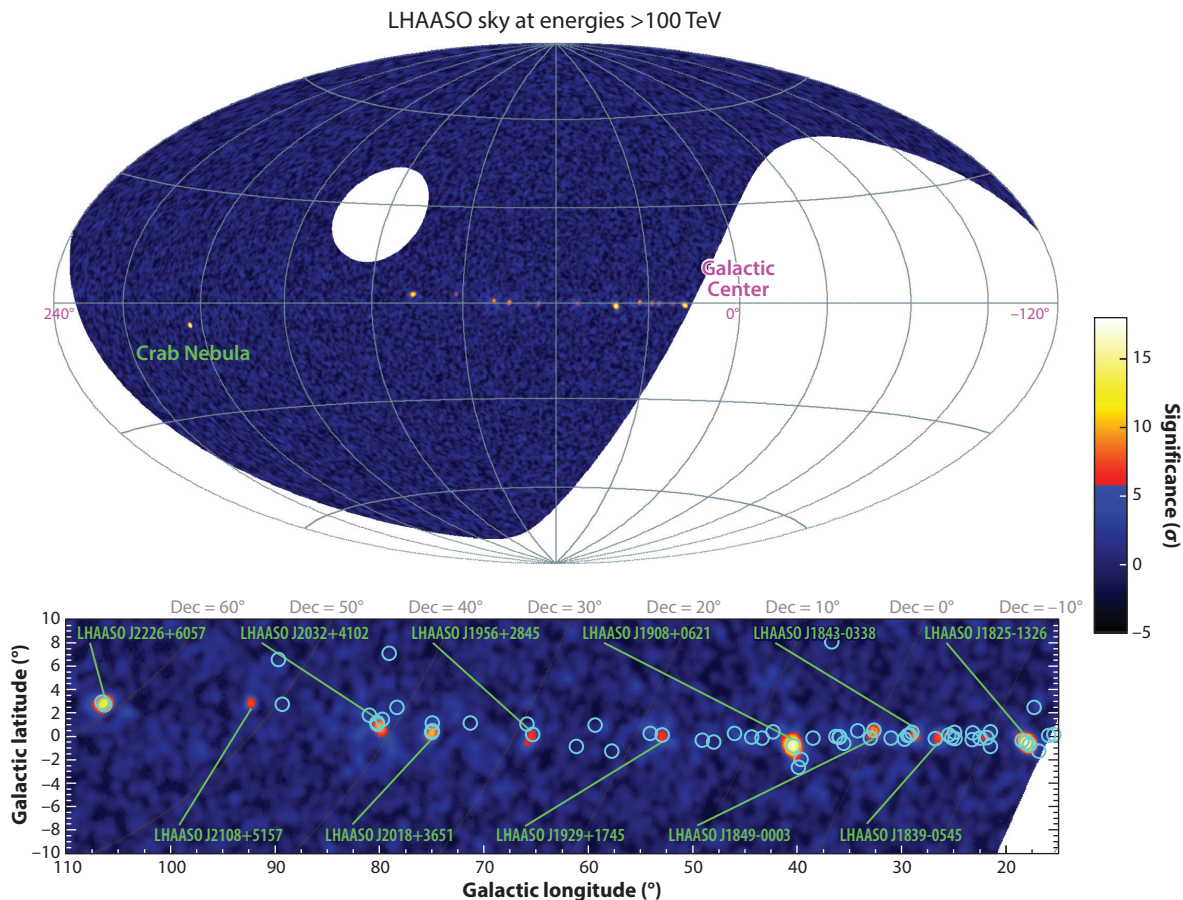 LHAASO sky at energies >100 TeV
Galactic
Center
240°
0°
–120°
Crab Nebula
15
10
5
0
–5
Significance (σ)
Dec = 60°
Dec = 50°
Dec = 40°
Dec = 30°
Dec = 20°
Dec = 10°
Dec = 0°
Dec = –10°
10
8
6
4
2
0
–2
–4
–6
–8
–10
Galactic latitude (°)
LHAASO J2226+6057
LHAASO J2032+4102
LHAASO J1956+2845
LHAASO J1908+0621
LHAASO J1843-0338
LHAASO J1825-1326
LHAASO J2108+5157
LHAASO J2018+3651
LHAASO J1929+1745
LHAASO J1849-0003
LHAASO J1839-0545
110
100
90
80
70
60
50
40
30
20
Galactic longitude (°)